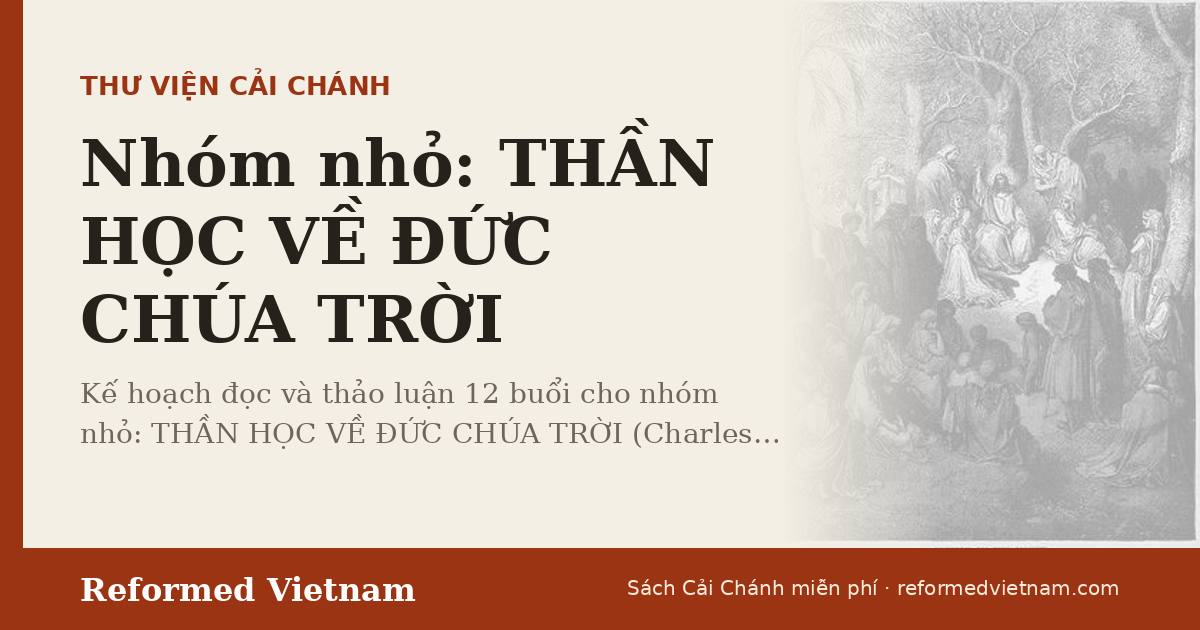 THƯ VIỆN CẢI CHÁNH
Nhóm nhỏ: THẦN
HỌC VỀ ĐỨC
CHÚA TRỜI
Kế hoạch đọc và thảo luận 12 buổi cho nhóm
nhỏ: THẦN HỌC VỀ ĐỨC CHÚA TRỜI (Charles...
Reformed Vietnam
Sách Cải Chánh miễn phí · reformedvietnam.com